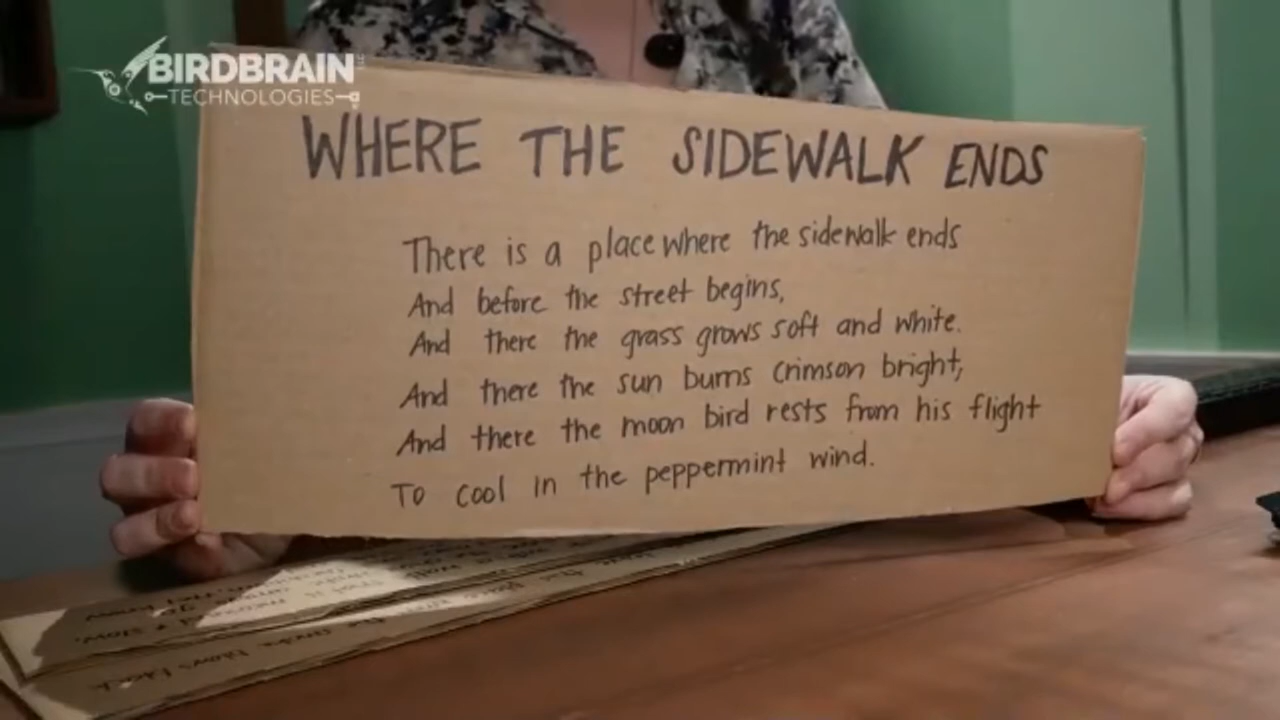 BIRDBRAIN
TECHNOLOGIES
WHERE THE SIDEWALK ENDS
There is a place where the sidewalk ends
And before the street begins,
And there the grass grows soft and white.
And there the sun burns crimson bright,
And there the moon bird rests from his flight
To cool in the peppermint wind.